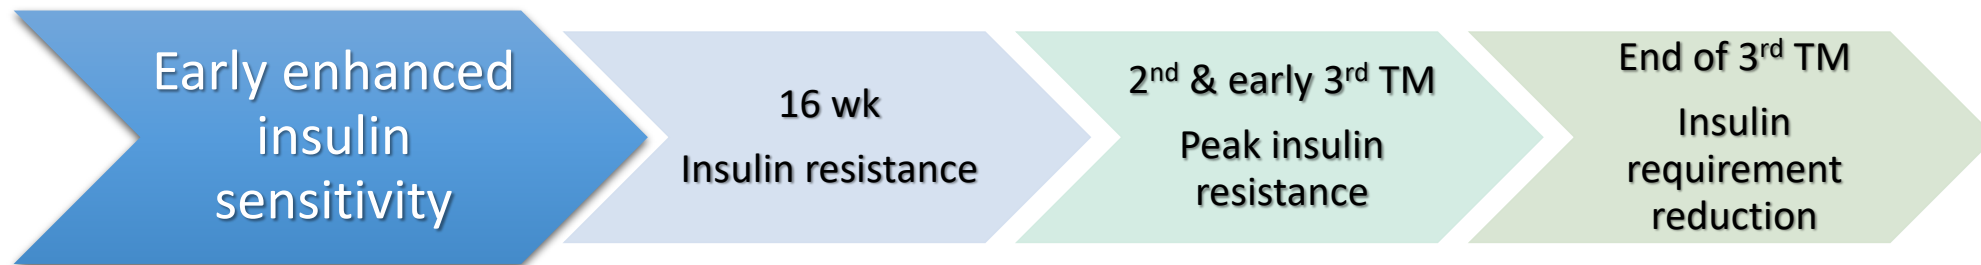 Early enhanced
insulin
sensitivity
16 wk
Insulin resistance
2nd & early 3rd TM
Peak insulin
resistance
End of 3rd TM
Insulin
requirement
reduction